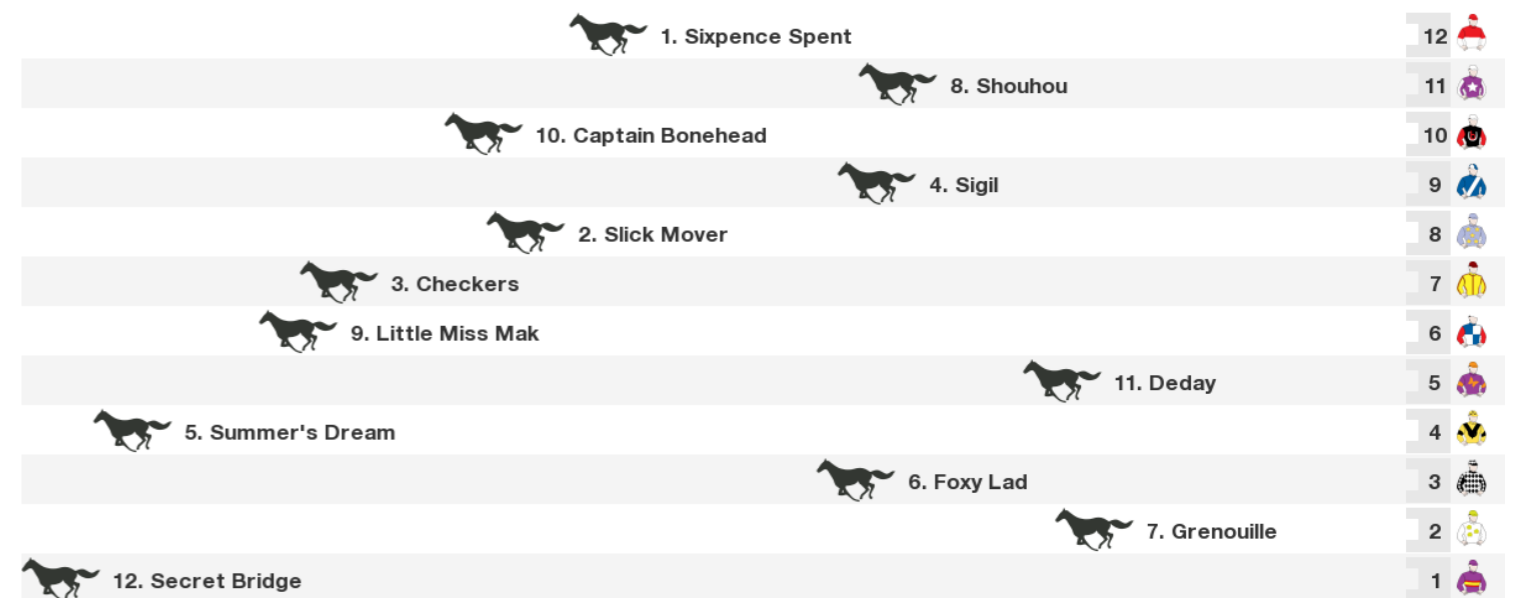 1. Sixpence Spent 12
8. Shouhou 11
10. Captain Bonehead 10
4. Sigil 9
2. Slick Mover 8
3. Checkers 7
9. Little Miss Mak 6
11. Deday 5
5. Summer's Dream 4
6. Foxy Lad 3
7. Grenouille 2
12. Secret Bridge 1